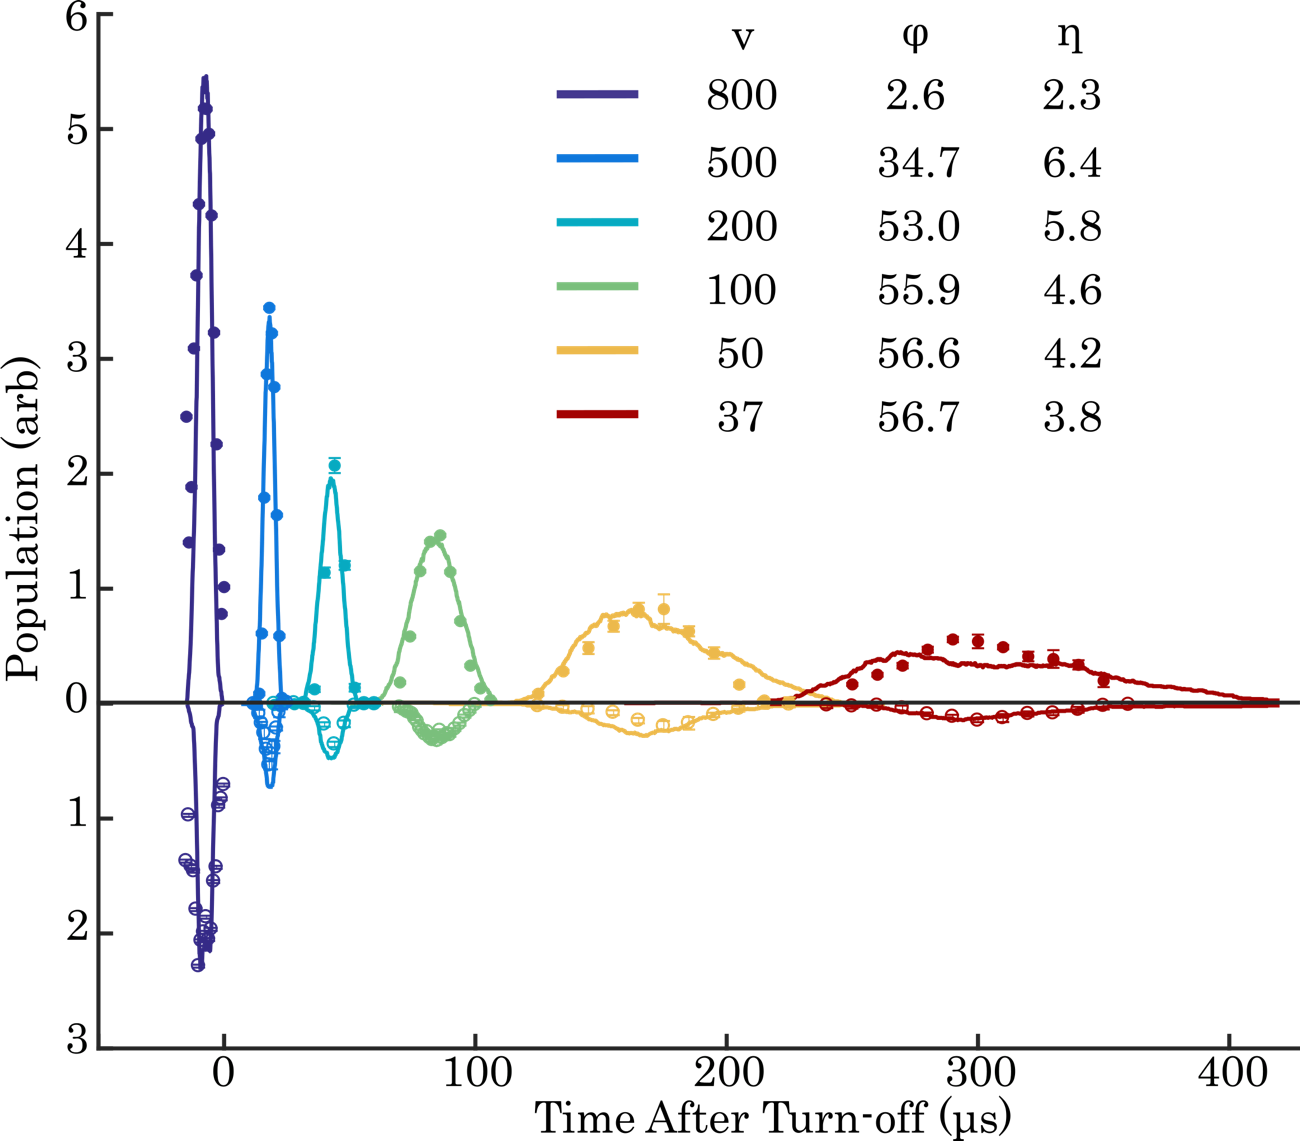 v φ η
800 2.6 2.3
500 34.7 6.4
200 53.0 5.8
100 55.9 4.6
50 56.6 4.2
37 56.7 3.8
Population (arb)
6
5
4
3
2
1
0
1
2
3
0 100 200 300 400
Time After Turn-off (µs)